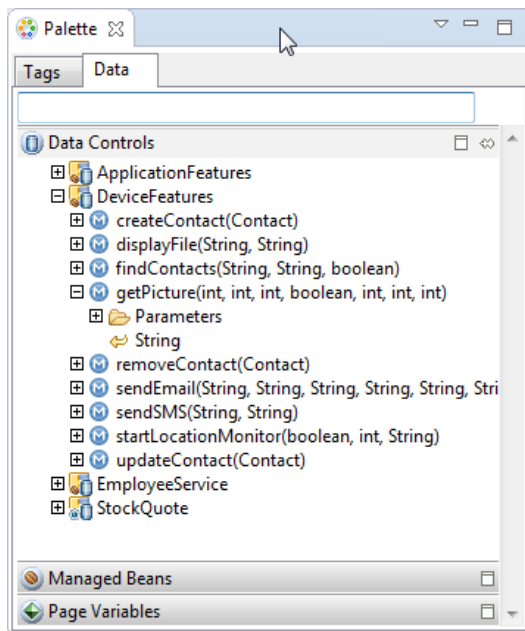 Palette
Tags Data
Data Controls
ApplicationFeatures
DeviceFeatures
createContact(Contact)
displayFile(String, String)
findContacts(String, String, boolean)
getPicture(int, int, int, boolean, int, int, int)
Parameters
String
removeContact(Contact)
sendEmail(String, String, String, String, String, Stri
sendSMS(String, String)
startLocationMonitor(boolean, int, String)
updateContact(Contact)
EmployeeService
StockQuote
Managed Beans
Page Variables